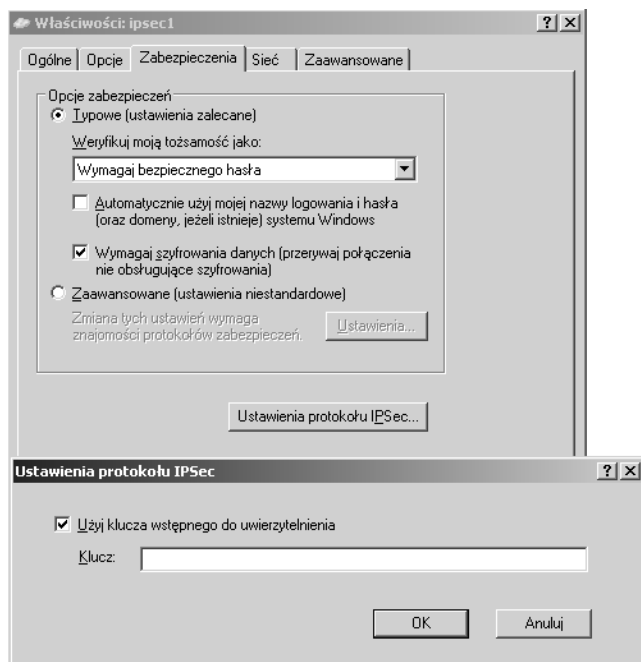 Właściwości: ipsec1
Ogólne Opcje Zabezpieczenia Sieć Zaawansowane
Opcje zabezpieczeń
Typowe (ustawienia zalecane)
Weryfikuj moją tożsamość jako:
Wymagaj bezpiecznego hasła
Automatycznie użyj mojej nazwy logowania i hasła
(oraz domeny, jeżeli istnieje) systemu Windows
Wymagaj szyfrowania danych (przerywaj połączenia
nie obsługujące szyfrowania)
Zaawansowane (ustawienia niestandardowe)
Zmiana tych ustawień wymaga
znajomości protokołów zabezpieczeń.
Ustawienia...
Ustawienia protokołu IPSec...
Ustawienia protokołu IPSec
Użyj klucza wstępnego do uwierzytelnienia
Klucz:
OK Anuluj